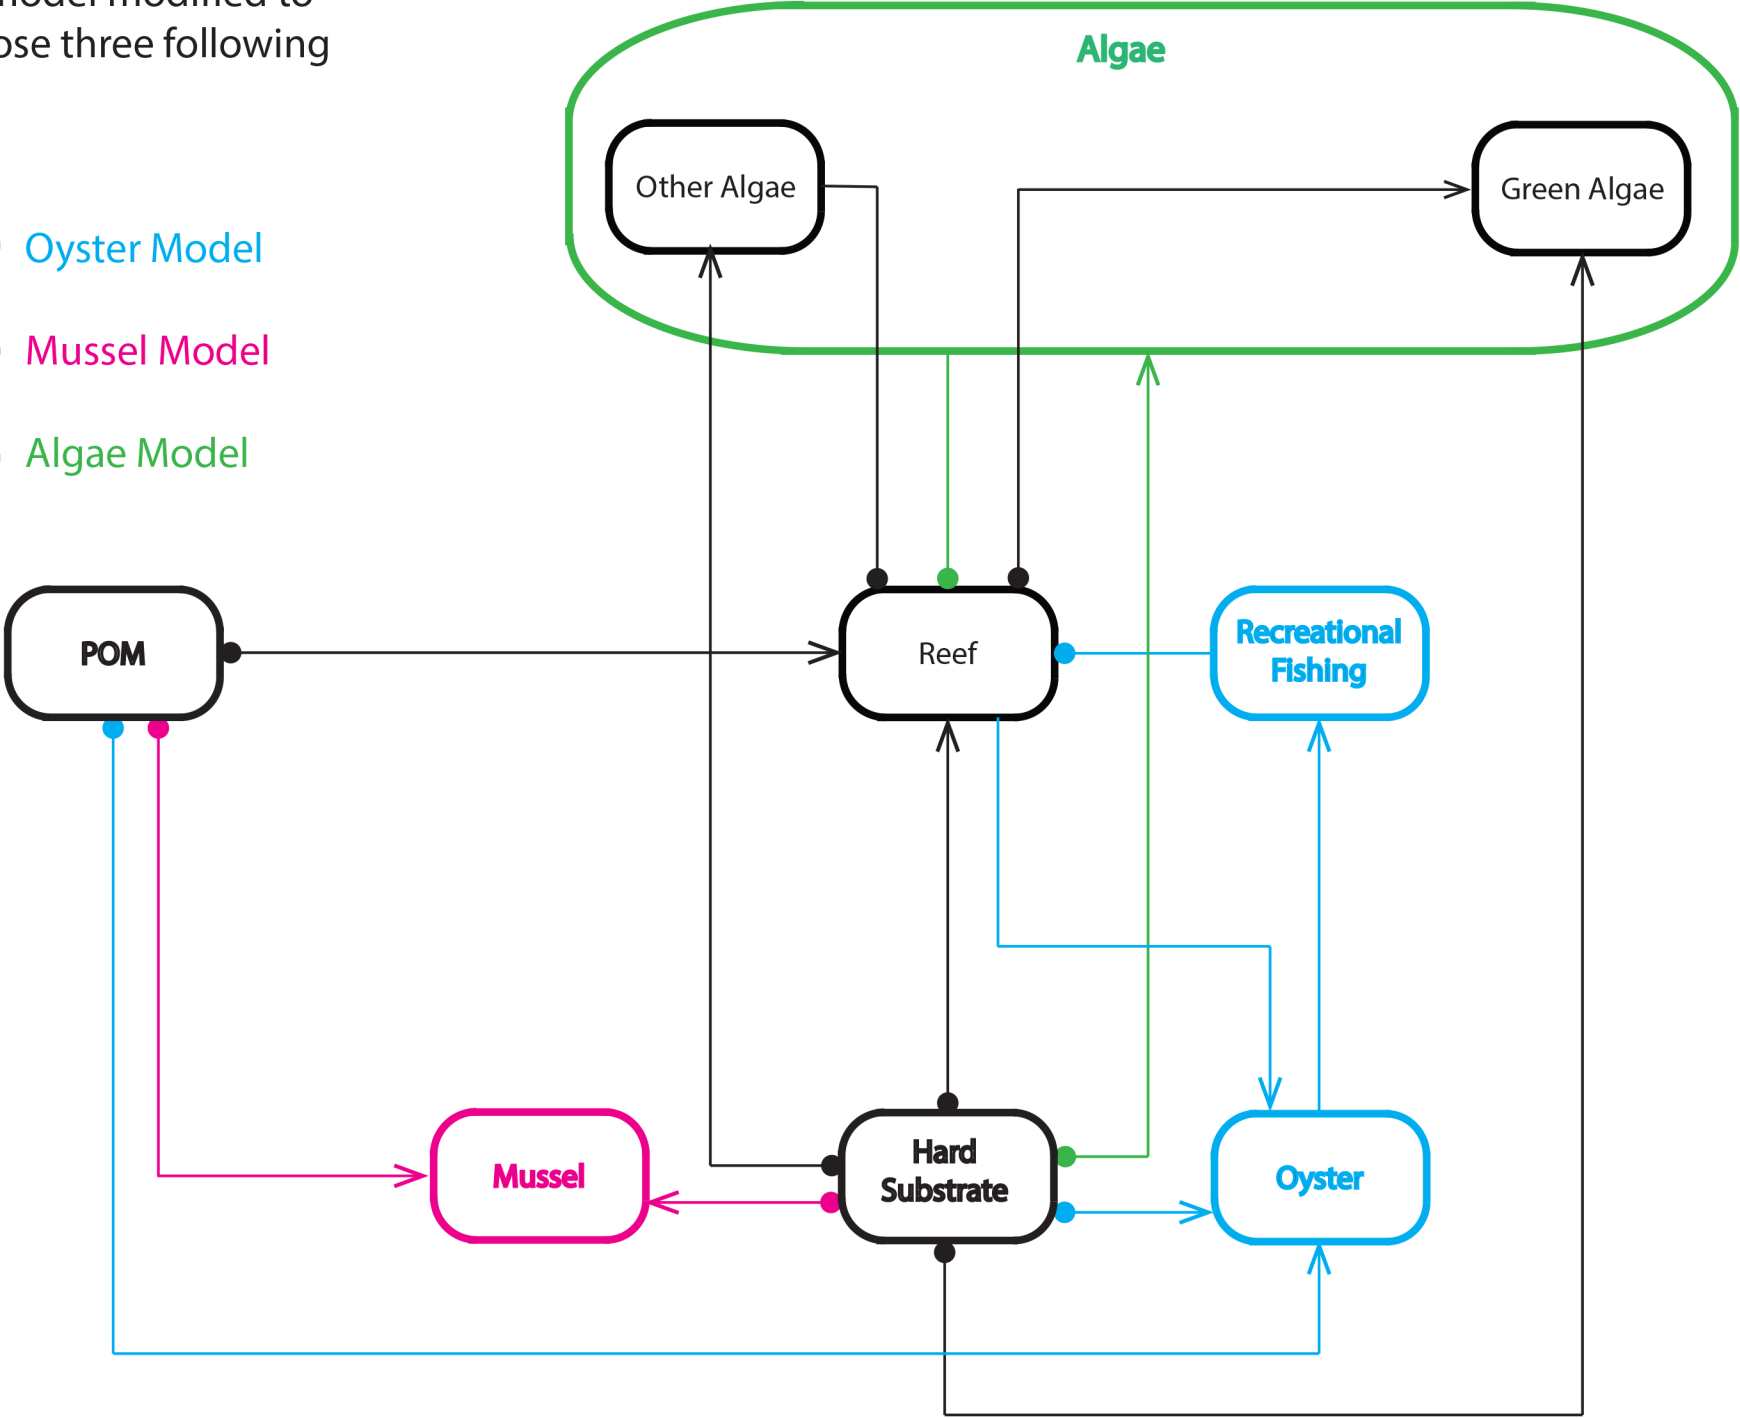 to
three following
Algae
Other Algae
Green Algae
Oyster Model
Mussel Model
Algae Model
POM
Reef
Recreational
Fishing
Mussel
Hard
Substrate
Oyster